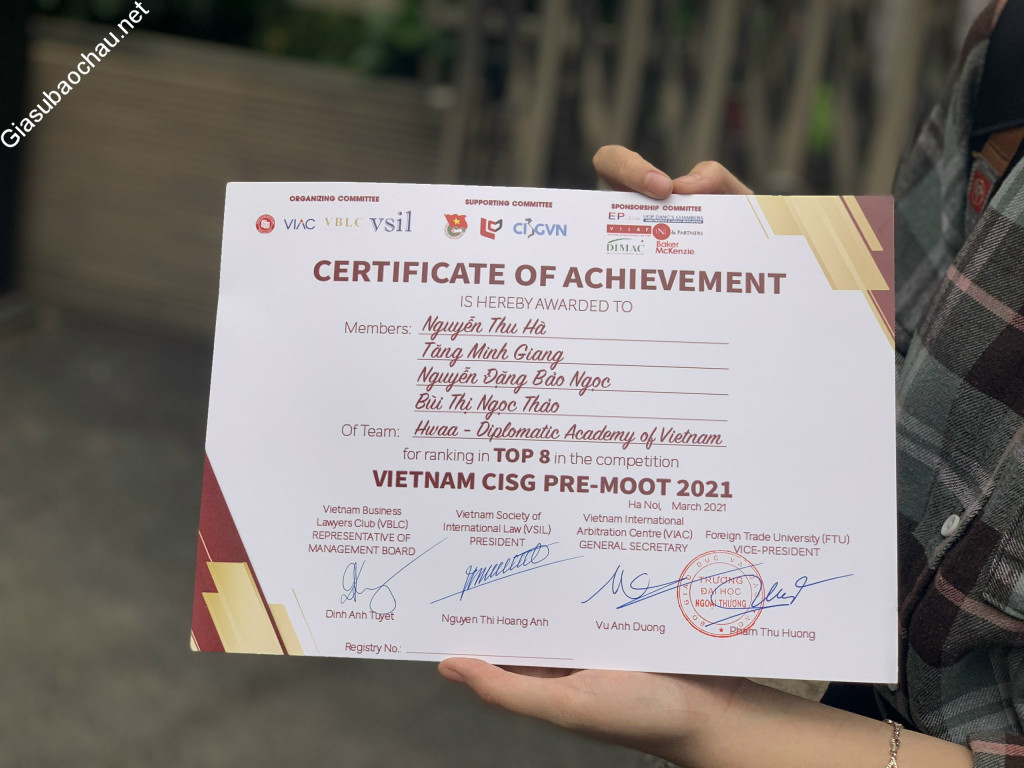 Giasubaochau.net
ORGANIZING COMMITTEE
SUPPORTING COMMITTEE
SPONSORSHIP COMMITTEE
VIAC VBLC vsil
CISGVN
EP
VILAF
N & PARTNERS
DIMAC
Baker McKenzie
CERTIFICATE OF ACHIEVEMENT
IS HEREBY AWARDED TO
Members: Nguyễn Thu Hà
Tăng Minh Giang
Nguyễn Đặng Bảo Ngọc
Bùi Thị Ngọc Thảo
Of Team: Hwaa - Diplomatic Academy of Vietnam
for ranking in TOP 8 in the competition
VIETNAM CISG PRE-MOOT 2021
Ha Noi, March 2021
Vietnam Business
Lawyers Club (VBLC)
REPRESENTATIVE OF
MANAGEMENT BOARD
Vietnam Society of
International Law (VSIL)
PRESIDENT
Vietnam International
Arbitration Centre (VIAC)
GENERAL SECRETARY
Foreign Trade University (FTU)
VICE-PRESIDENT
TRƯỜNG
ĐẠI HỌC
NGOẠI THƯƠNG
Dinh Anh Tuyet
Nguyen Thi Hoang Anh
Vu Anh Duong
Pham Thu Huong
Registry No.: